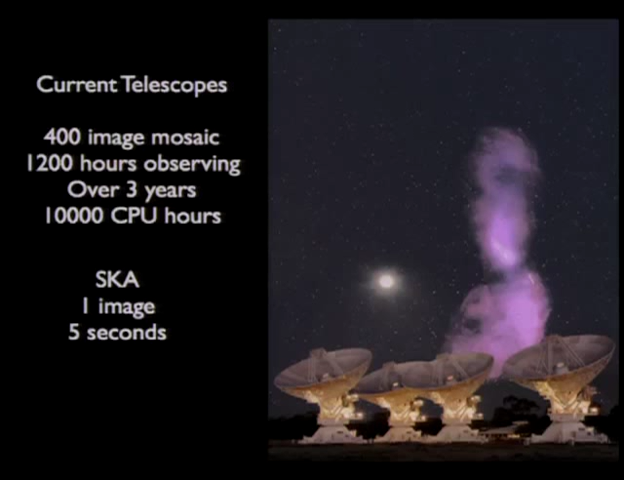 Current Telescopes
400 image mosaic
1200 hours observing
Over 3 years
10000 CPU hours
SKA
1 image
5 seconds